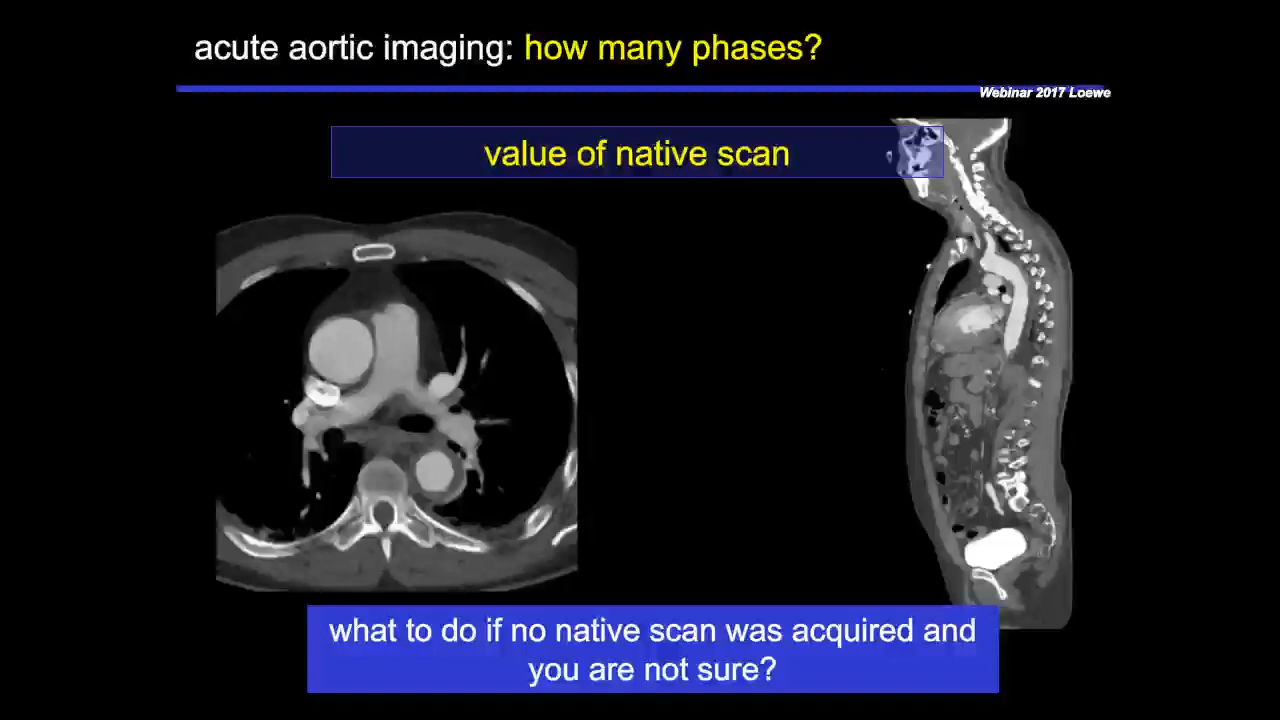 acute aortic imaging: how many phases?
Webinar 2017 Loewe
value of native scan
what to do if no native scan was acquired and
you are not sure?